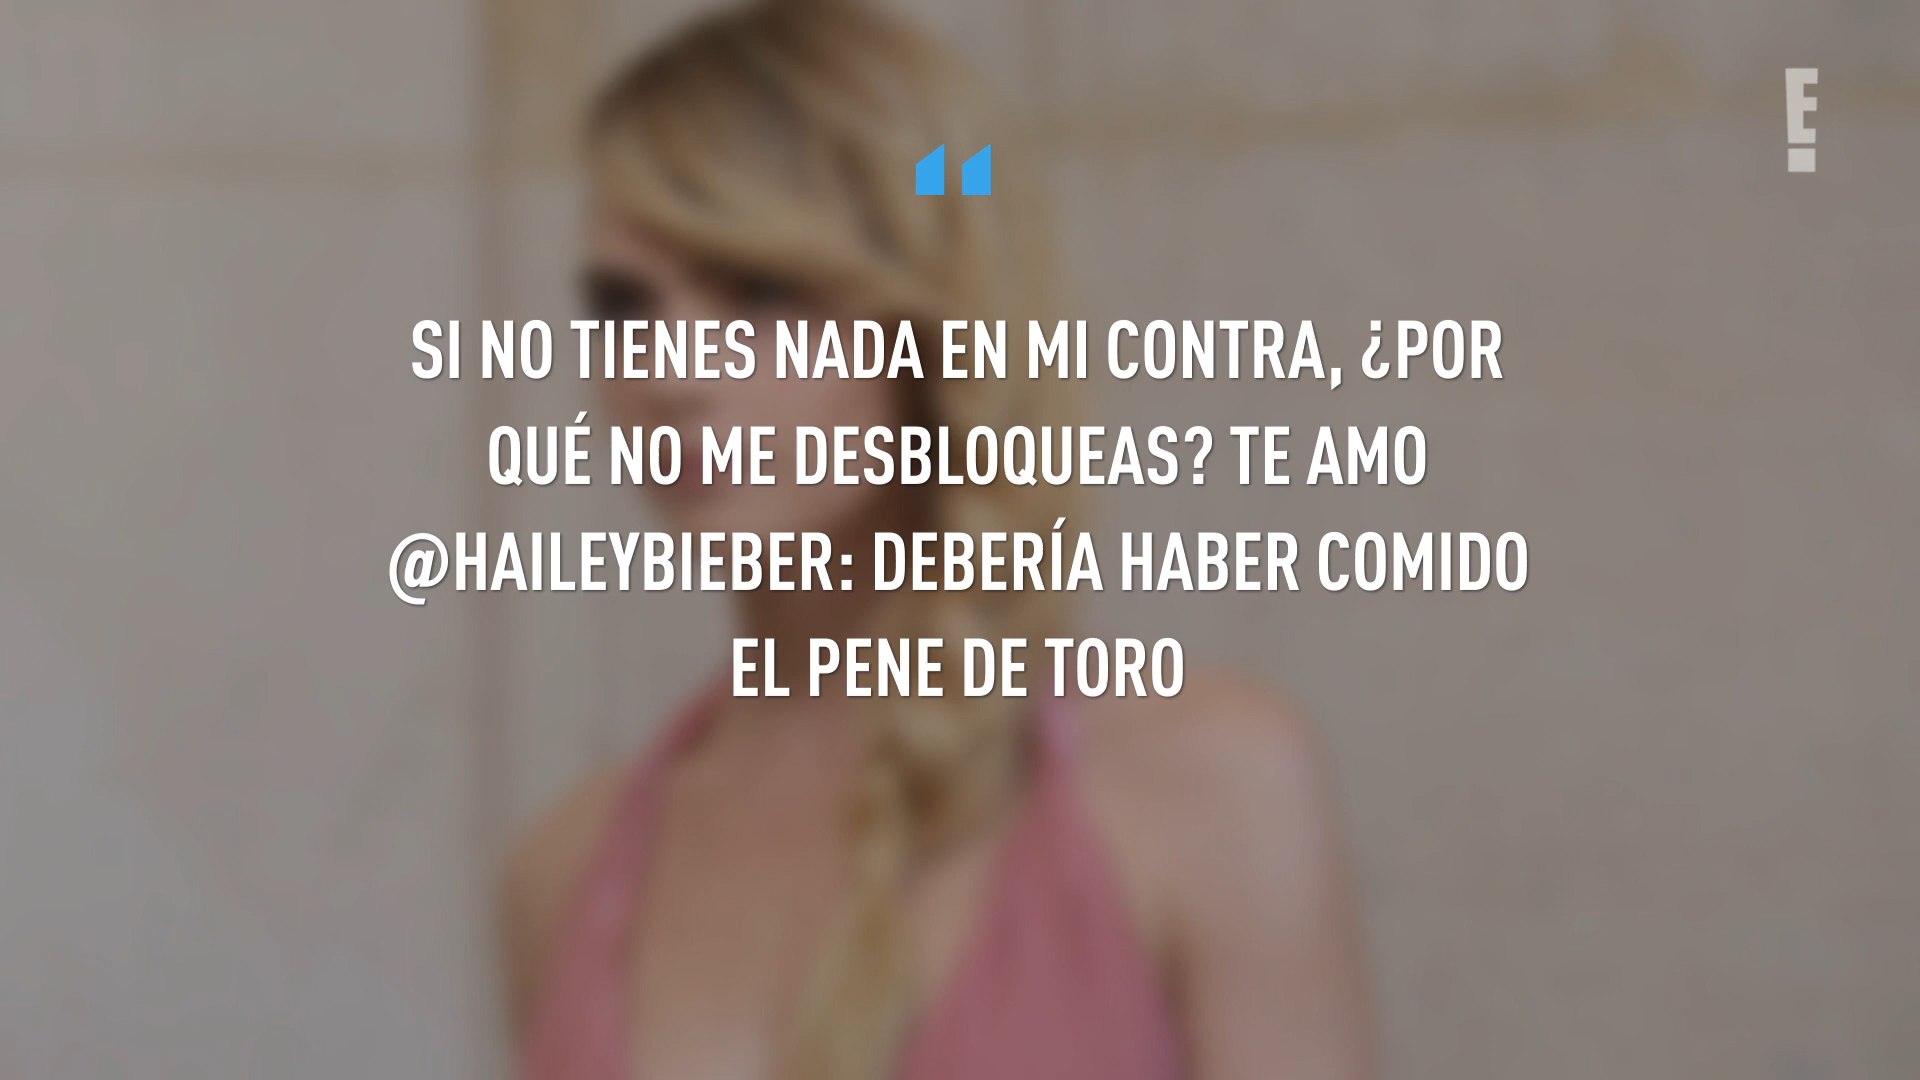 E!
“
SI NO TIENES NADA EN MI CONTRA, ¿POR
QUÉ NO ME DESBLOQUEAS? TE AMO
@HAILEYBIEBER: DEBERÍA HABER COMIDO
EL PENE DE TORO